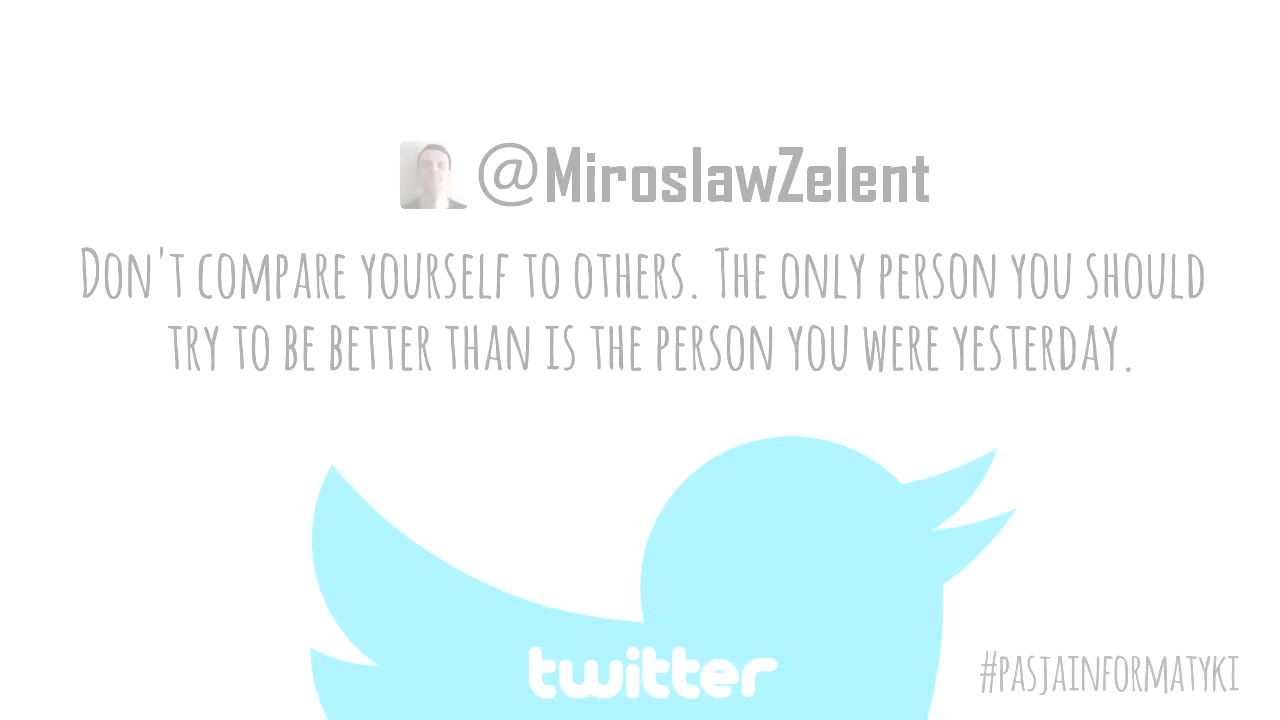 @MiroslawZelent
Don't compare yourself to others. The only person you should
try to be better than is the person you were yesterday.
twitter
#pasjainformatyki